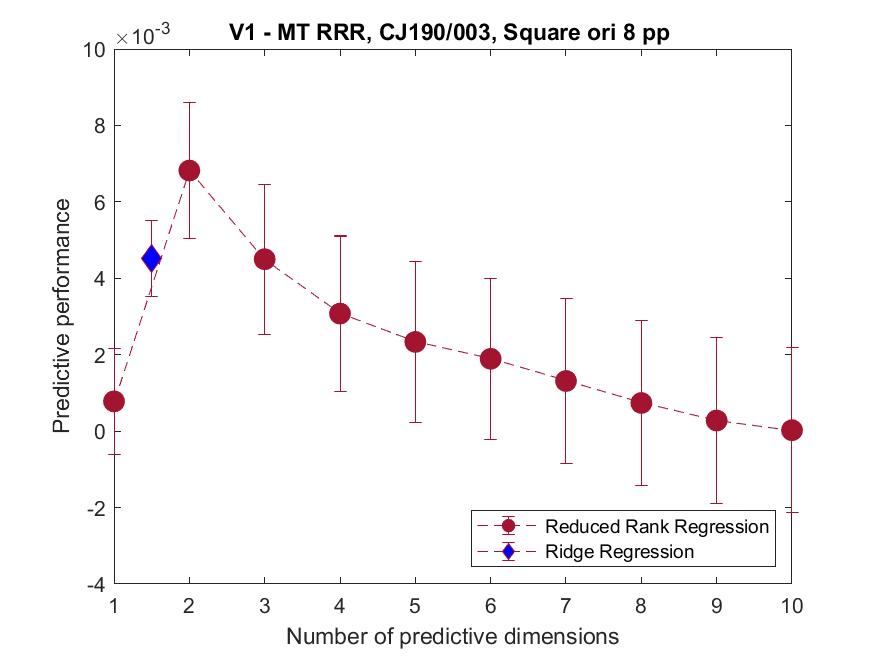 V1 - MT RRR, CJ190/003, Square ori 8 pp
×10-3
10
8
6
4
2
0
-2
-4
Predictive performance
1 2 3 4 5 6 7 8 9 10
Number of predictive dimensions
Reduced Rank Regression
Ridge Regression